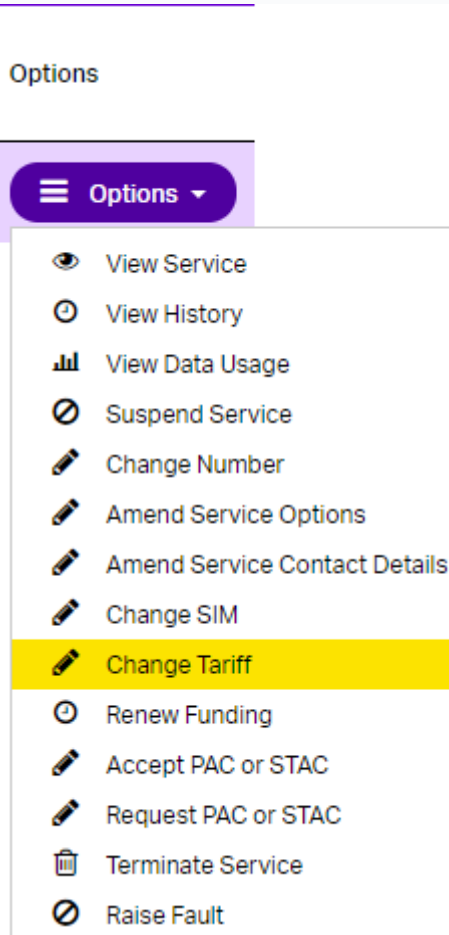 Options
Options
View Service
View History
View Data Usage
Suspend Service
Change Number
Amend Service Options
Amend Service Contact Details
Change SIM
Change Tariff
Renew Funding
Accept PAC or STAC
Request PAC or STAC
Terminate Service
Raise Fault